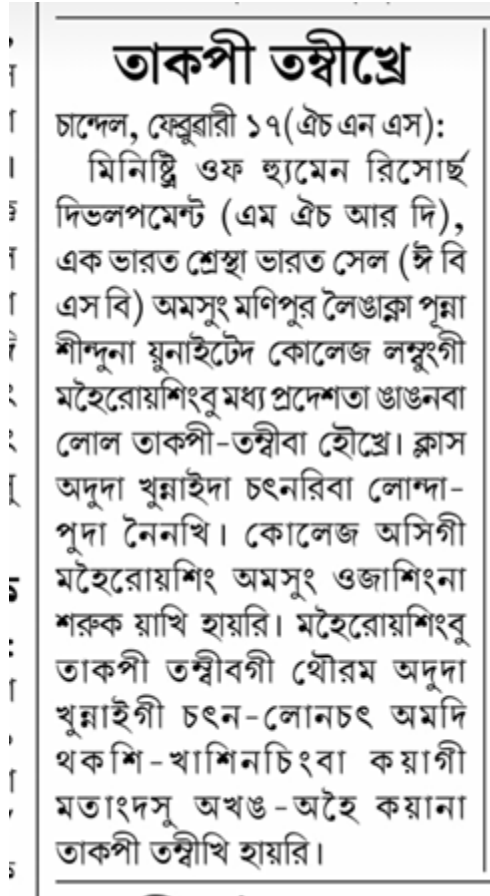 তাকপী তম্বীখ্রে
চান্দেল, ফেব্রুৱারী ১৭(ঐচ এন এস):
মিনিষ্ট্রি ওফ হ্যুমেন রিসোর্ছ
দিভলপমেন্ট (এম ঐচ আর দি),
এক ভারত শ্রেস্থা ভারত সেল (ঈ বি
এস বি) অমসুং মণিপুর লৈঙাক্না পূন্না
শীন্দুনা য়ুনাইটেদ কোলেজ লম্বুংগী
মহৈরোয়শিংবু মধ্য প্রদেশতা ঙাঙনবা
লোল তাকপী-তম্বীবা হৌখ্রে। ক্লাস
অদুদা খুন্নাইদা চৎনরিবা লোন্দা-
পুদা নৈনখি। কোলেজ অসিগী
মহৈরোয়শিং অমসুং ওজাশিংনা
শরুক য়াখি হায়রি। মহৈরোয়শিংবু
তাকপী তম্বীবগী থৌরম অদুদা
খুন্নাইগী চৎন-লোনচৎ অমদি
থকশি-খাশিনচিংবা কয়াগী
মতাংদসু অখঙ-অহৈ কয়ানা
তাকপী তম্বীখি হায়রি।